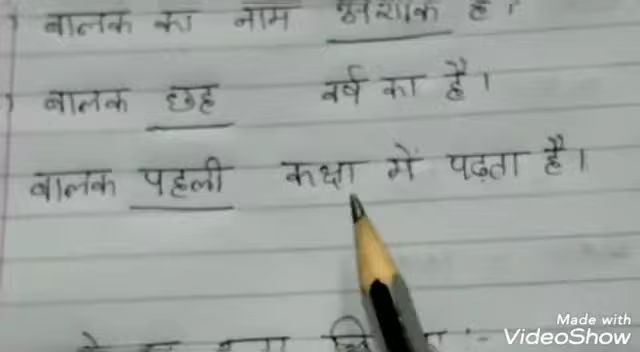 बालक का नाम अशोक है।
बालक छह वर्ष का है।
बालक पहली कक्षा में पढ़ता है।
Made with
VideoShow